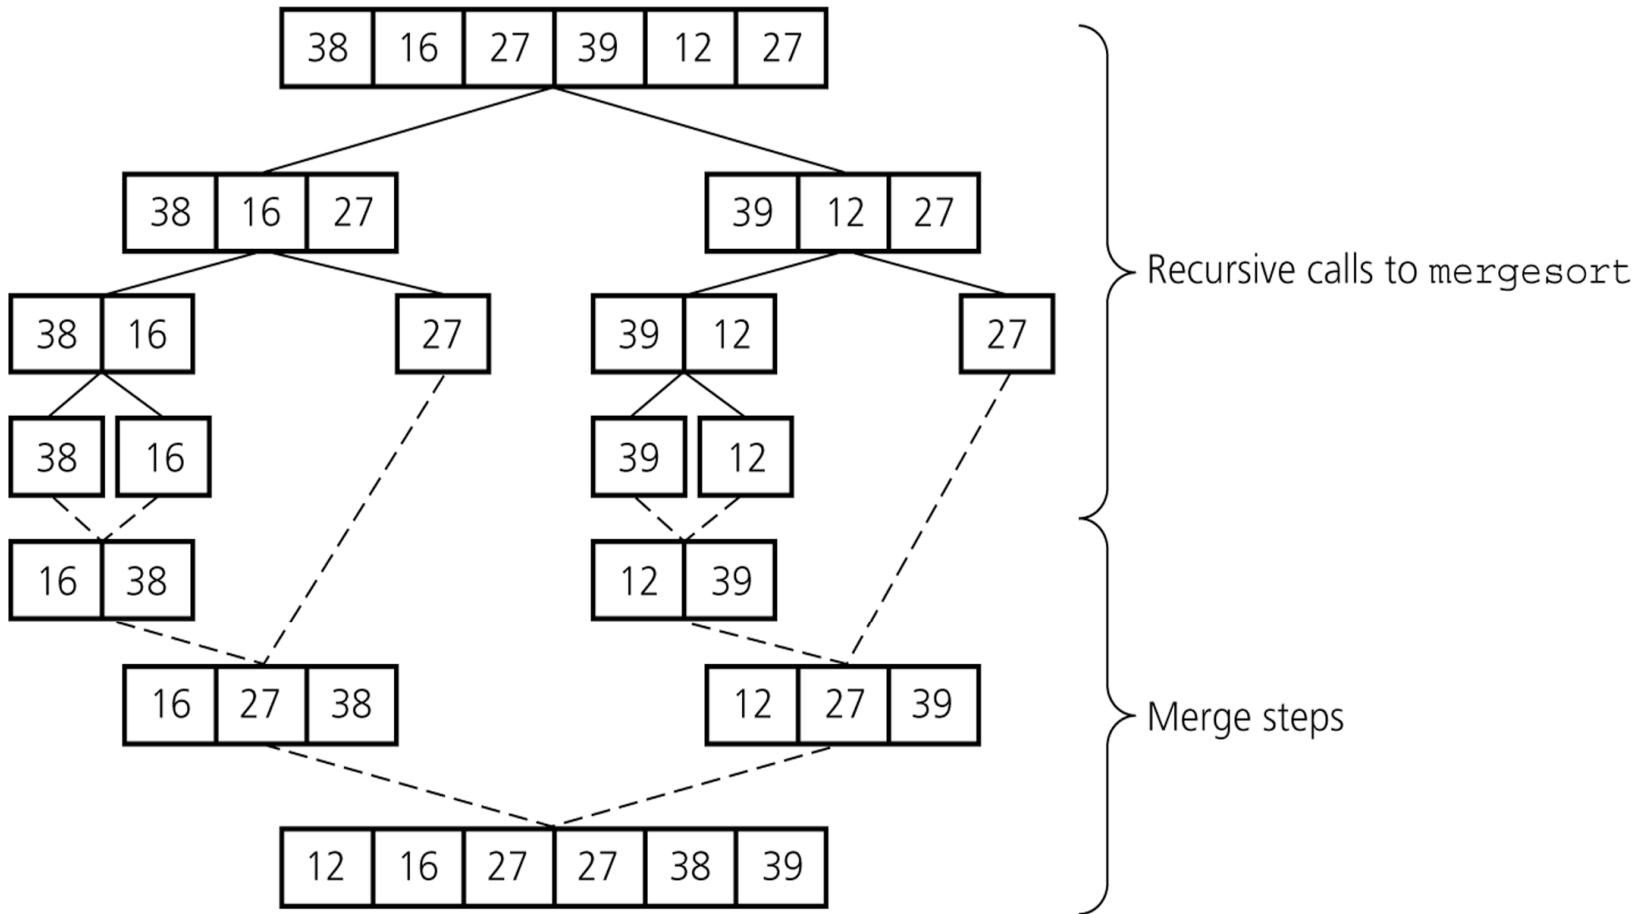 38 16 27 39 12 27
38 16 27 39 12 27
Recursive calls to mergesort
38 16 27 39 12 27
38 16 39 12
16 38 12 39
16 27 38 12 27 39
Merge steps
12 16 27 27 38 39